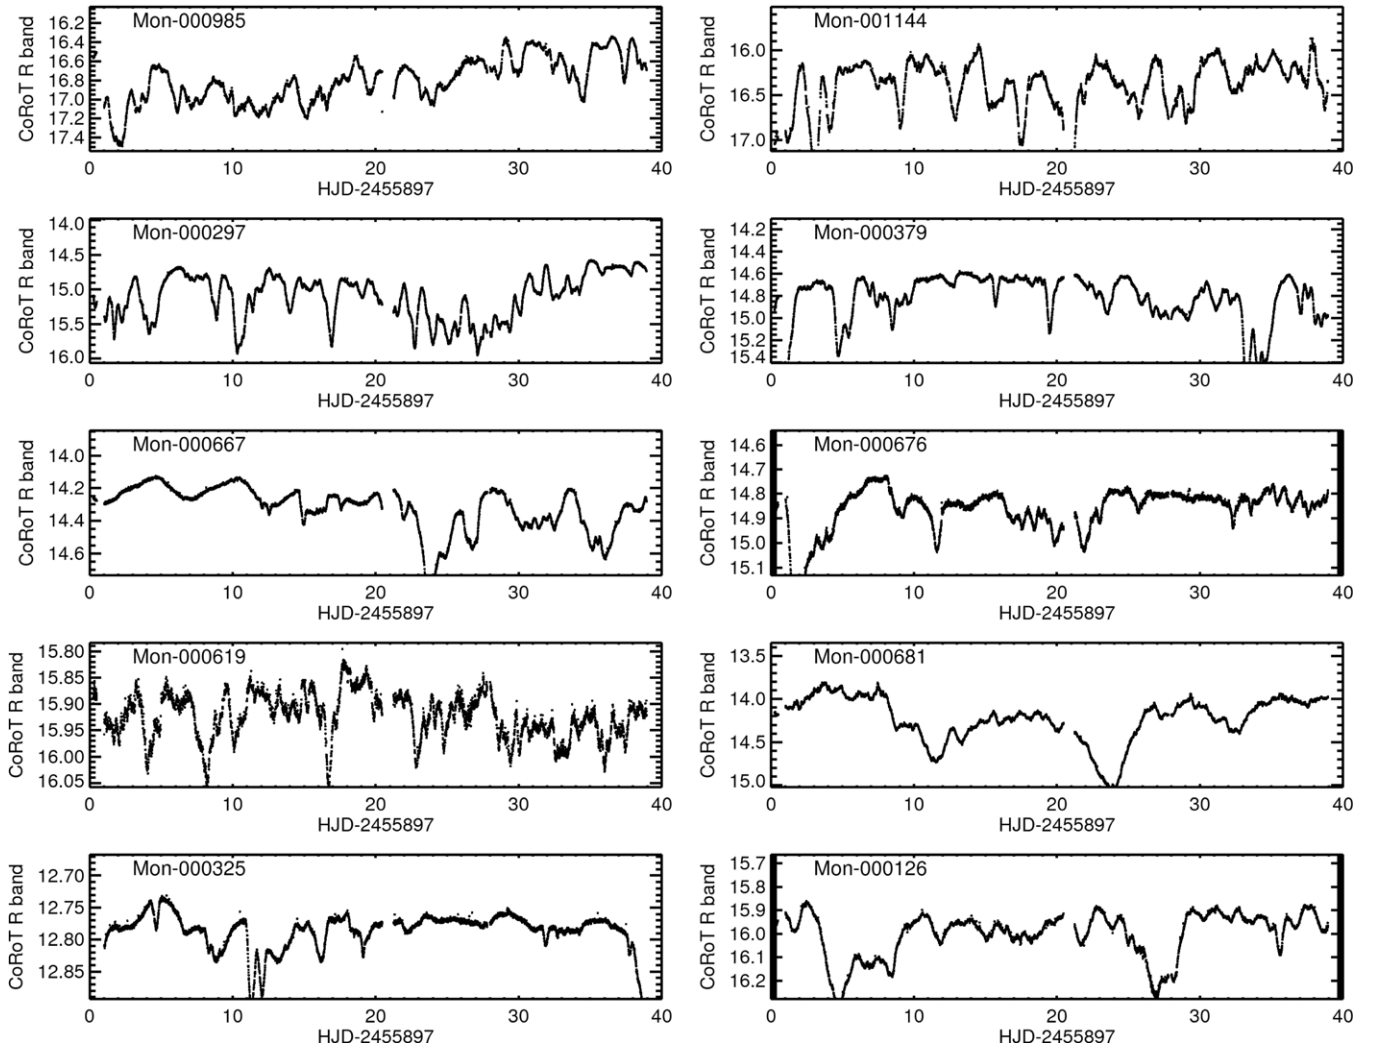 Mon-000985
CoRoT R band
16.2
16.4
16.6
16.8
17.0
17.2
17.4
0 10 20 30 40
HJD-2455897
Mon-001144
CoRoT R band
16.0
16.5
17.0
0 10 20 30 40
HJD-2455897
Mon-000297
CoRoT R band
14.0
14.5
15.0
15.5
16.0
0 10 20 30 40
HJD-2455897
Mon-000379
CoRoT R band
14.2
14.4
14.6
14.8
15.0
15.2
15.4
0 10 20 30 40
HJD-2455897
Mon-000667
CoRoT R band
14.0
14.2
14.4
14.6
0 10 20 30 40
HJD-2455897
Mon-000676
CoRoT R band
14.6
14.7
14.8
14.9
15.0
15.1
0 10 20 30 40
HJD-2455897
Mon-000619
CoRoT R band
15.80
15.85
15.90
15.95
16.00
16.05
0 10 20 30 40
HJD-2455897
Mon-000681
CoRoT R band
13.5
14.0
14.5
15.0
0 10 20 30 40
HJD-2455897
Mon-000325
CoRoT R band
12.70
12.75
12.80
12.85
0 10 20 30 40
HJD-2455897
Mon-000126
CoRoT R band
15.7
15.8
15.9
16.0
16.1
16.2
0 10 20 30 40
HJD-2455897